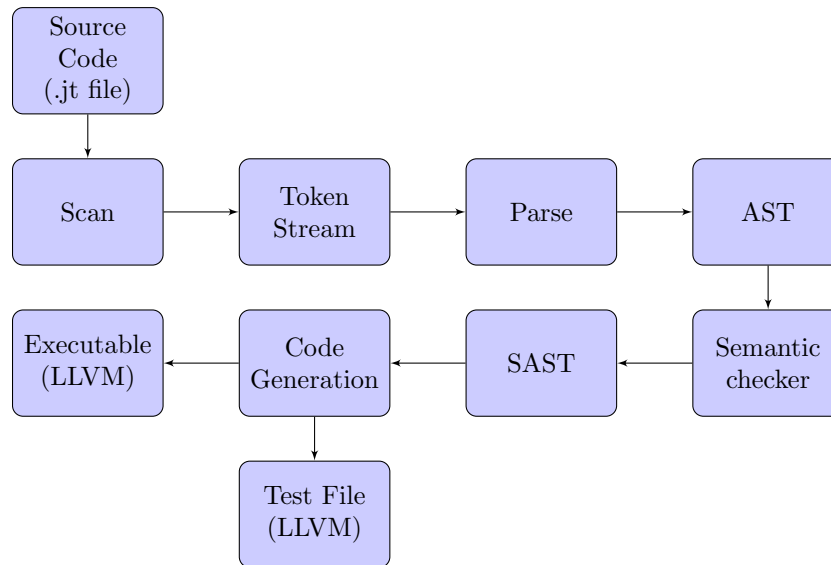 Source
Code
(.jt file)
Scan
Token
Stream
Parse
AST
Executable
(LLVM)
Code
Generation
SAST
Semantic
checker
Test File
(LLVM)